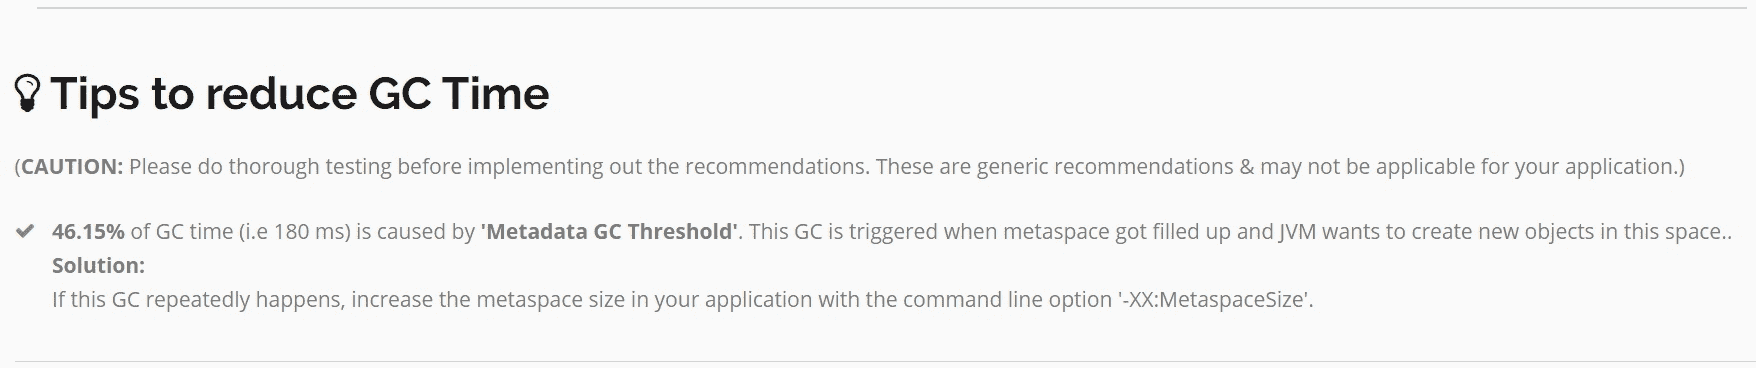 Tips to reduce GC Time
(CAUTION: Please do thorough testing before implementing out the recommendations. These are generic recommendations & may not be applicable for your application.)
46.15% of GC time (i.e 180 ms) is caused by 'Metadata GC Threshold'. This GC is triggered when metaspace got filled up and JVM wants to create new objects in this space..
Solution:
If this GC repeatedly happens, increase the metaspace size in your application with the command line option '-XX:MetaspaceSize'.